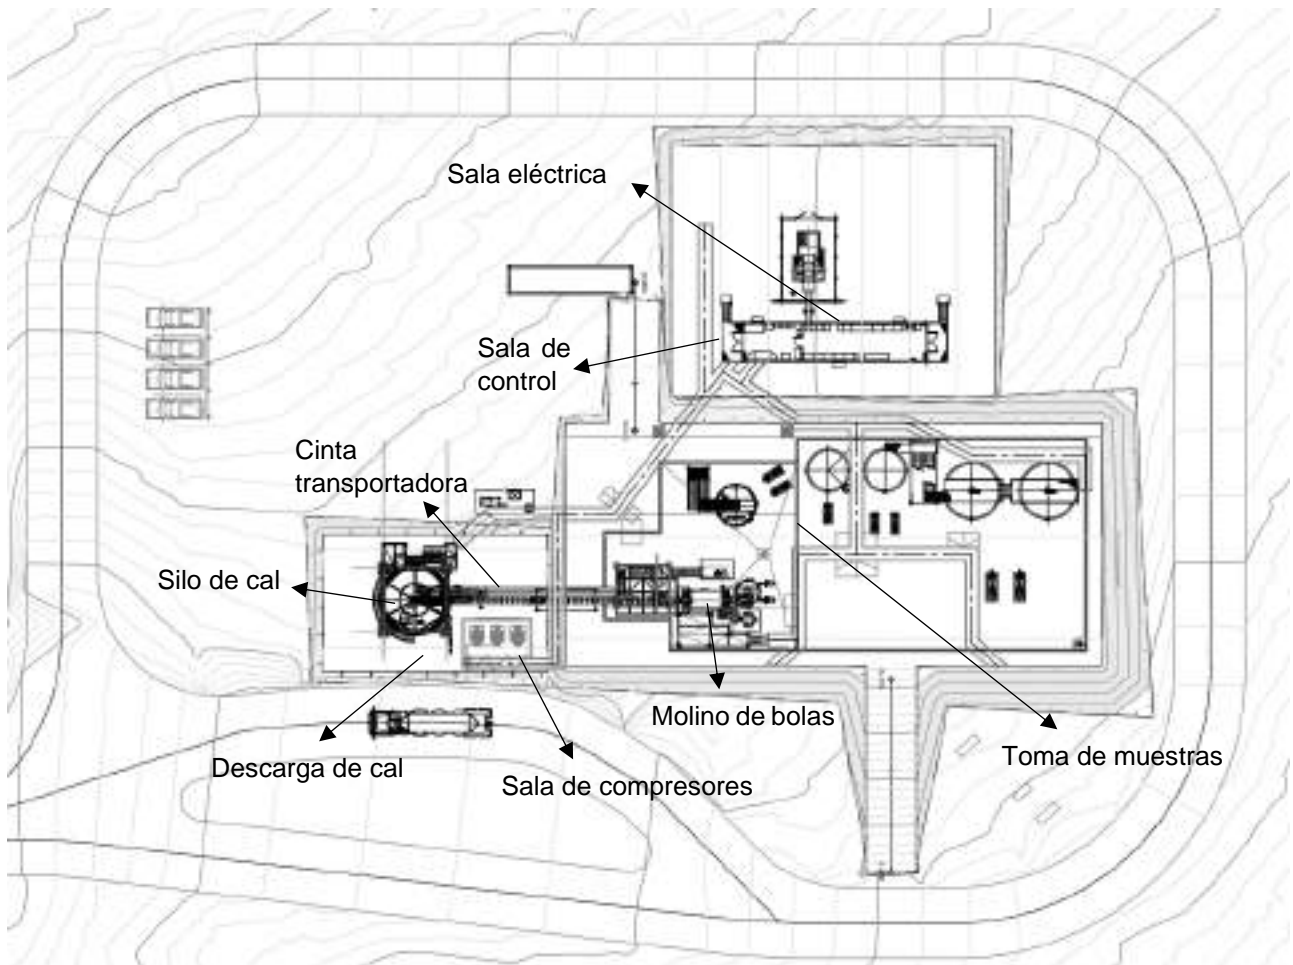 Sala eléctrica
Sala de
control
Cinta
transportadora
Silo de cal
Molino de bolas
Toma de muestras
Descarga de cal
Sala de compresores